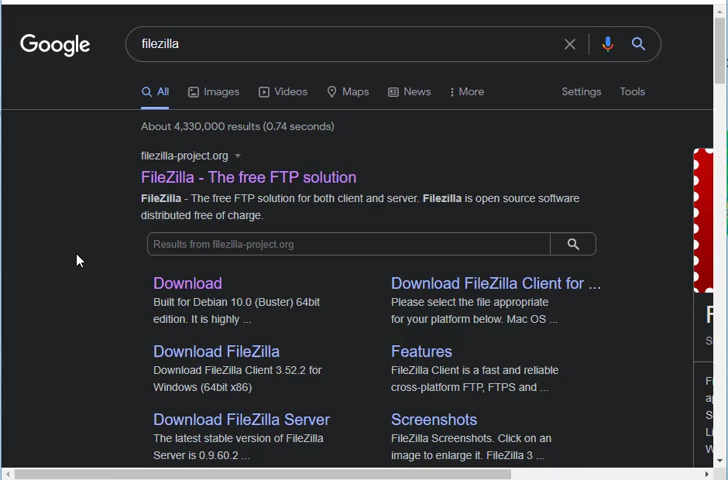 Google
filezilla
All Images Videos Maps News More Settings Tools
About 4,330,000 results (0.74 seconds)
filezilla-project.org
FileZilla - The free FTP solution
FileZilla - The free FTP solution for both client and server. Filezilla is open source software
distributed free of charge.
Results from filezilla-project.org
Download
Built for Debian 10.0 (Buster) 64bit
edition. It is highly ...
Download FileZilla Client for ...
Please select the file appropriate
for your platform below. Mac OS ...
Download FileZilla
Download FileZilla Client 3.52.2 for
Windows (64bit x86)
Features
FileZilla Client is a fast and reliable
cross-platform FTP, FTPS and ...
Download FileZilla Server
The latest stable version of FileZilla
Server is 0.9.60.2 ...
Screenshots
FileZilla Screenshots. Click on an
image to enlarge it. FileZilla 3 ...